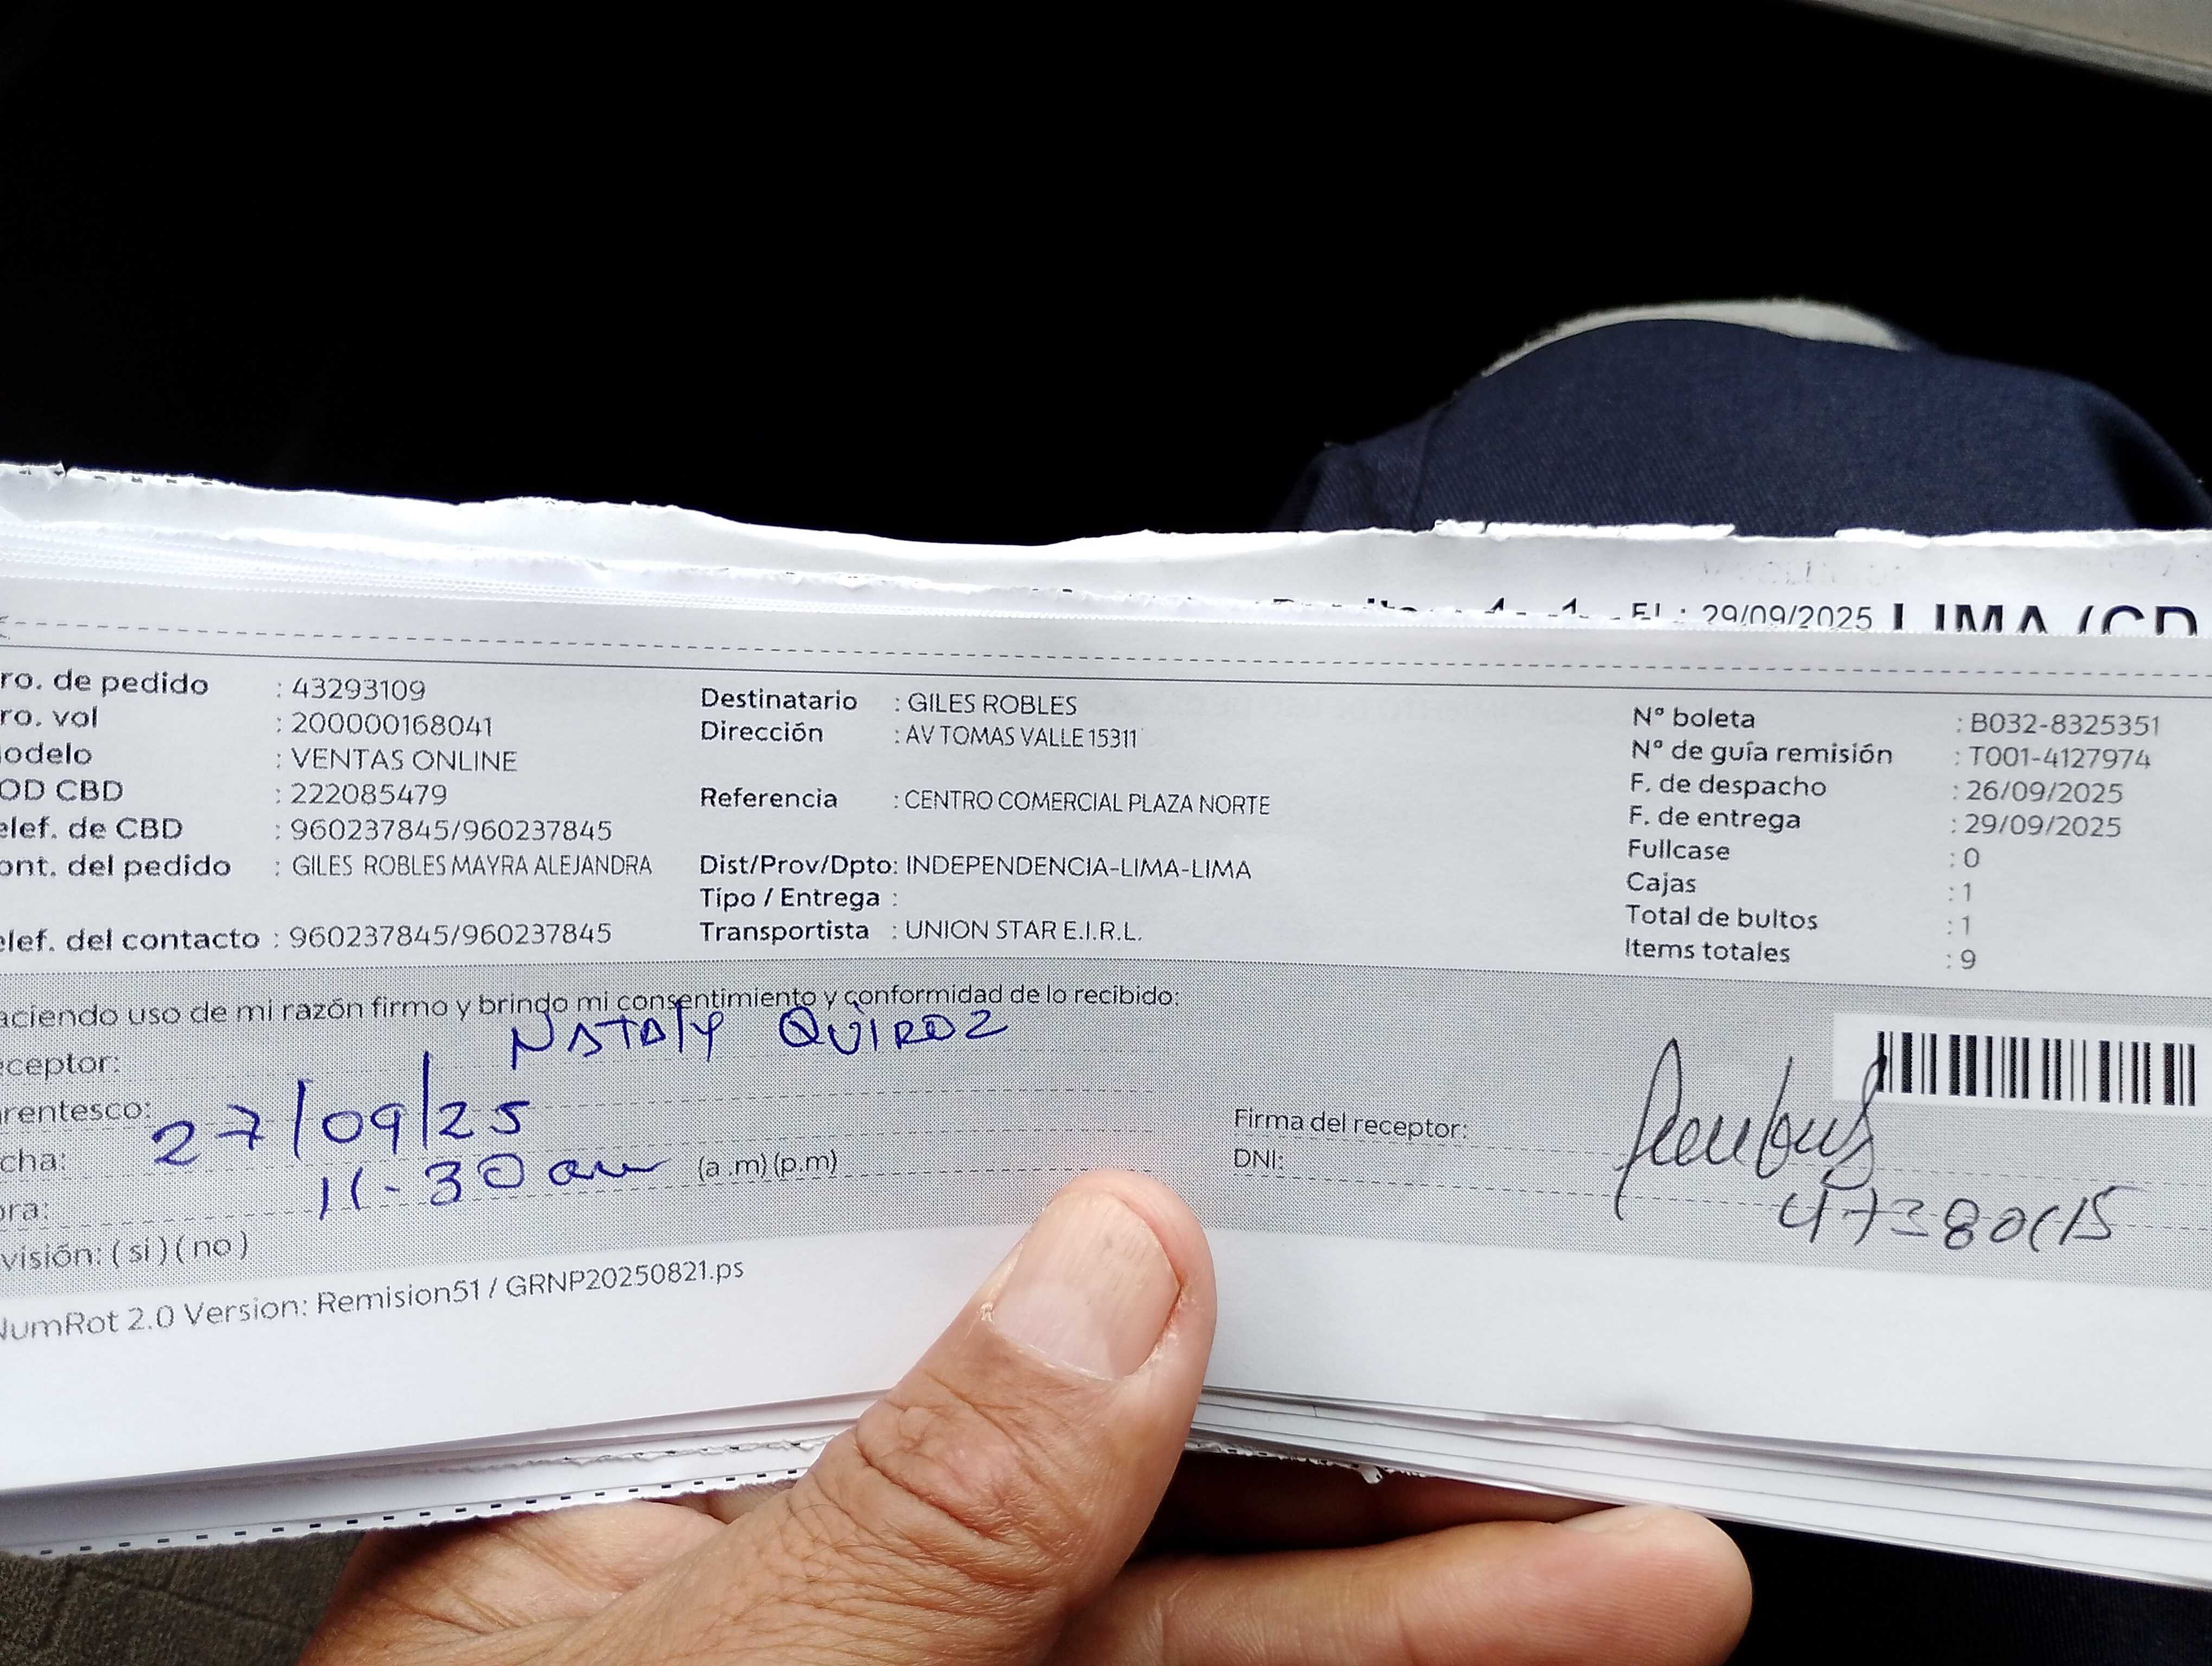 F.I.: 29/09/2025 LIMA (CD
ro. de pedido : 43293109
ro. vol : 200000168041
odelo : VENTAS ONLINE
OD CBD : 222085479
elef. de CBD : 960237845/960237845
ont. del pedido : GILES ROBLES MAYRA ALEJANDRA
elef. del contacto : 960237845/960237845
Destinatario : GILES ROBLES
Dirección : AV TOMAS VALLE 15311
Referencia : CENTRO COMERCIAL PLAZA NORTE
Dist/Prov/Dpto: INDEPENDENCIA-LIMA-LIMA
Tipo / Entrega :
Transportista : UNION STAR E.I.R.L.
N° boleta : B032-8325351
N° de guía remisión : T001-4127974
F. de despacho : 26/09/2025
F. de entrega : 29/09/2025
Fullcase : 0
Cajas : 1
Total de bultos : 1
Items totales : 9
aciendo uso de mi razón firmo y brindo mi consentimiento y conformidad de lo recibido:
eceptor: NATALY QUIROZ
rentesco:
cha: 27/09/25
ora: 11-30 am (a.m) (p.m)
visión: ( si ) ( no )
Firma del receptor:
DNI:
NumRot 2.0 Version: Remision51 / GRNP20250821.ps